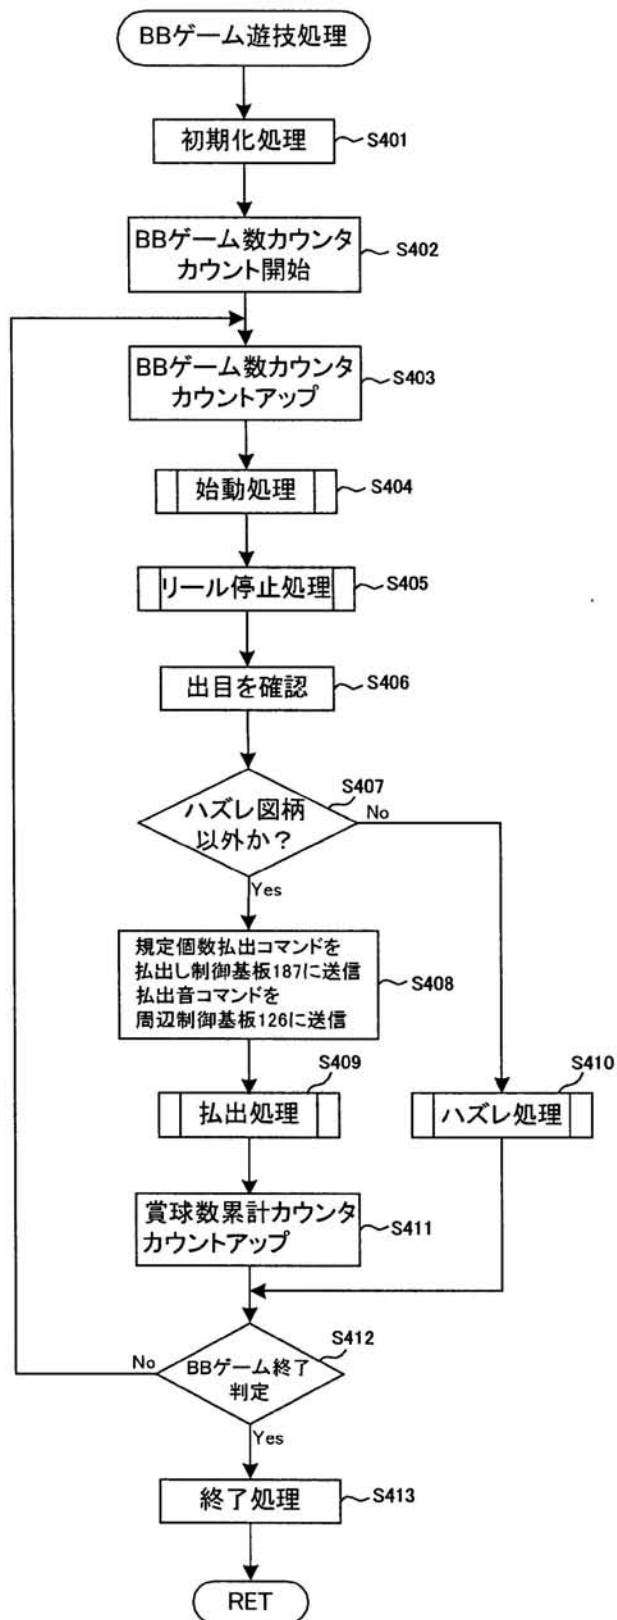 BBゲーム遊技処理
初期化処理
S401
BBゲーム数カウンタ
カウント開始
S402
BBゲーム数カウンタ
カウントアップ
S403
始動処理
S404
リール停止処理
S405
出目を確認
S406
S407
ハズレ図柄
以外か？
No
Yes
規定個数払出コマンドを
払出し制御基板187に送信
払出音コマンドを
周辺制御基板126に送信
S408
S409
払出処理
S410
ハズレ処理
賞球数累計カウンタ
カウントアップ
S411
S412
BBゲーム終了
判定
No
Yes
終了処理
S413
RET